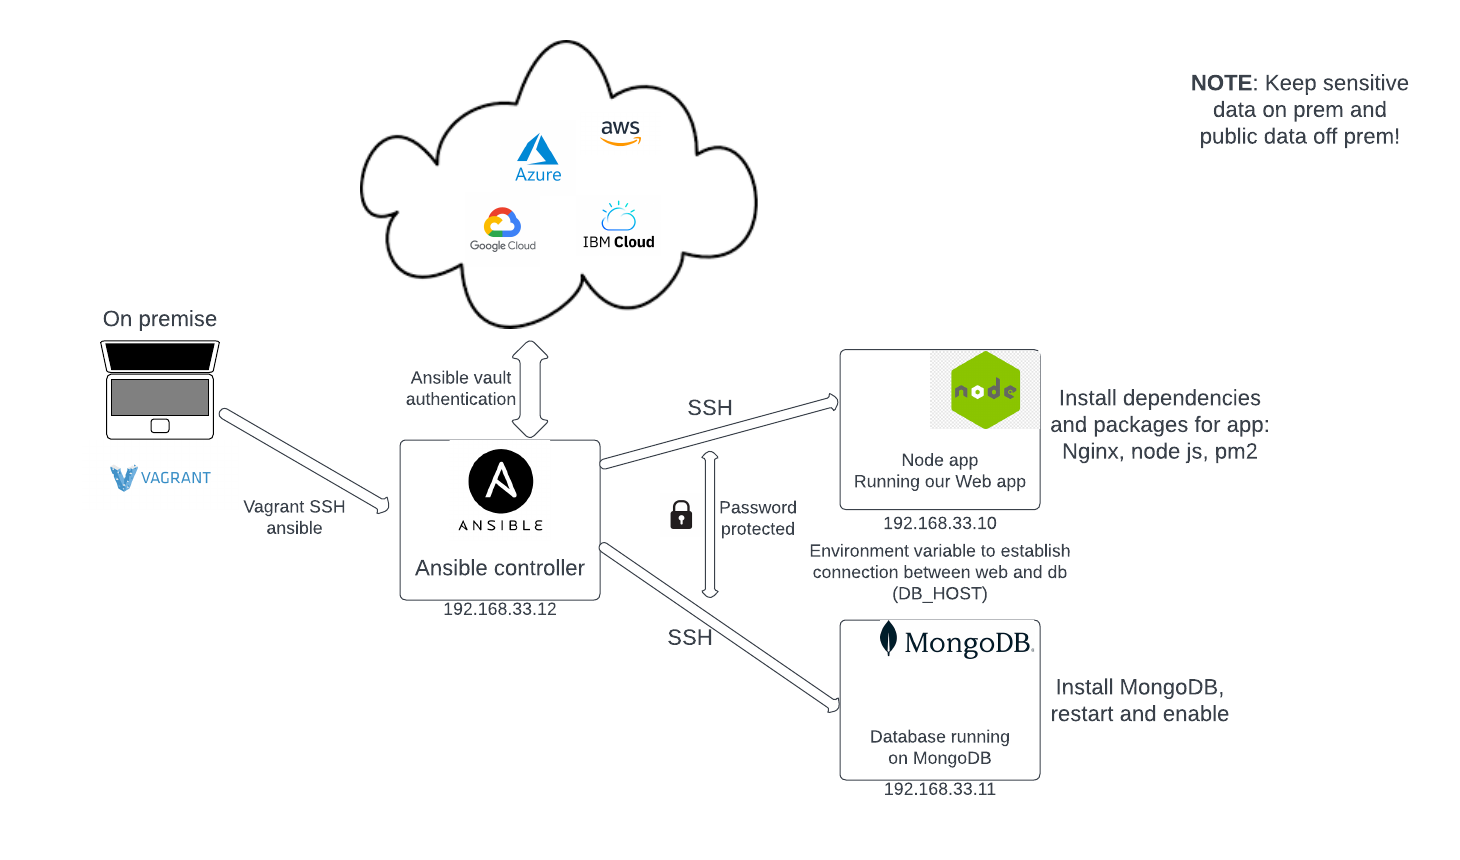 NOTE: Keep sensitive
data on prem and
public data off prem!
aws
Azure
Google Cloud
IBM Cloud
On premise
VAGRANT
Vagrant SSH
ansible
Ansible vault
authentication
ANSIBLE
Ansible controller
192.168.33.12
SSH
Password
protected
SSH
node
Node app
Running our Web app
192.168.33.10
Install dependencies
and packages for app:
Nginx, node js, pm2
Environment variable to establish
connection between web and db
(DB_HOST)
MongoDB.
Database running
on MongoDB
192.168.33.11
Install MongoDB,
restart and enable